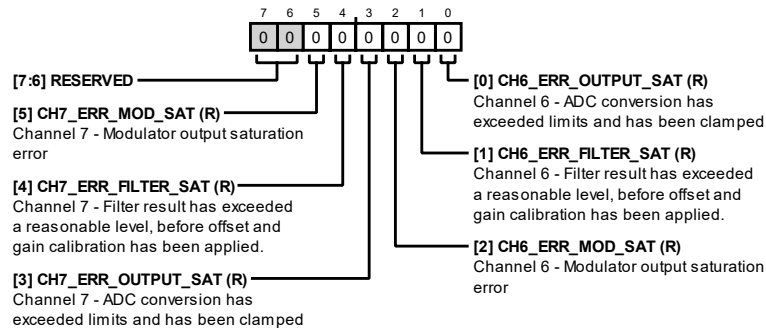 7 6 5 4 3 2 1 0
0 0 0 0 0 0 0 0
[7:6] RESERVED
[5] CH7_ERR_MOD_SAT (R)
Channel 7 - Modulator output saturation
error
[4] CH7_ERR_FILTER_SAT (R)
Channel 7 - Filter result has exceeded
a reasonable level, before offset and
gain calibration has been applied.
[3] CH7_ERR_OUTPUT_SAT (R)
Channel 7 - ADC conversion has
exceeded limits and has been clamped
[0] CH6_ERR_OUTPUT_SAT (R)
Channel 6 - ADC conversion has
exceeded limits and has been clamped
[1] CH6_ERR_FILTER_SAT (R)
Channel 6 - Filter result has exceeded
a reasonable level, before offset and
gain calibration has been applied.
[2] CH6_ERR_MOD_SAT (R)
Channel 6 - Modulator output saturation
error